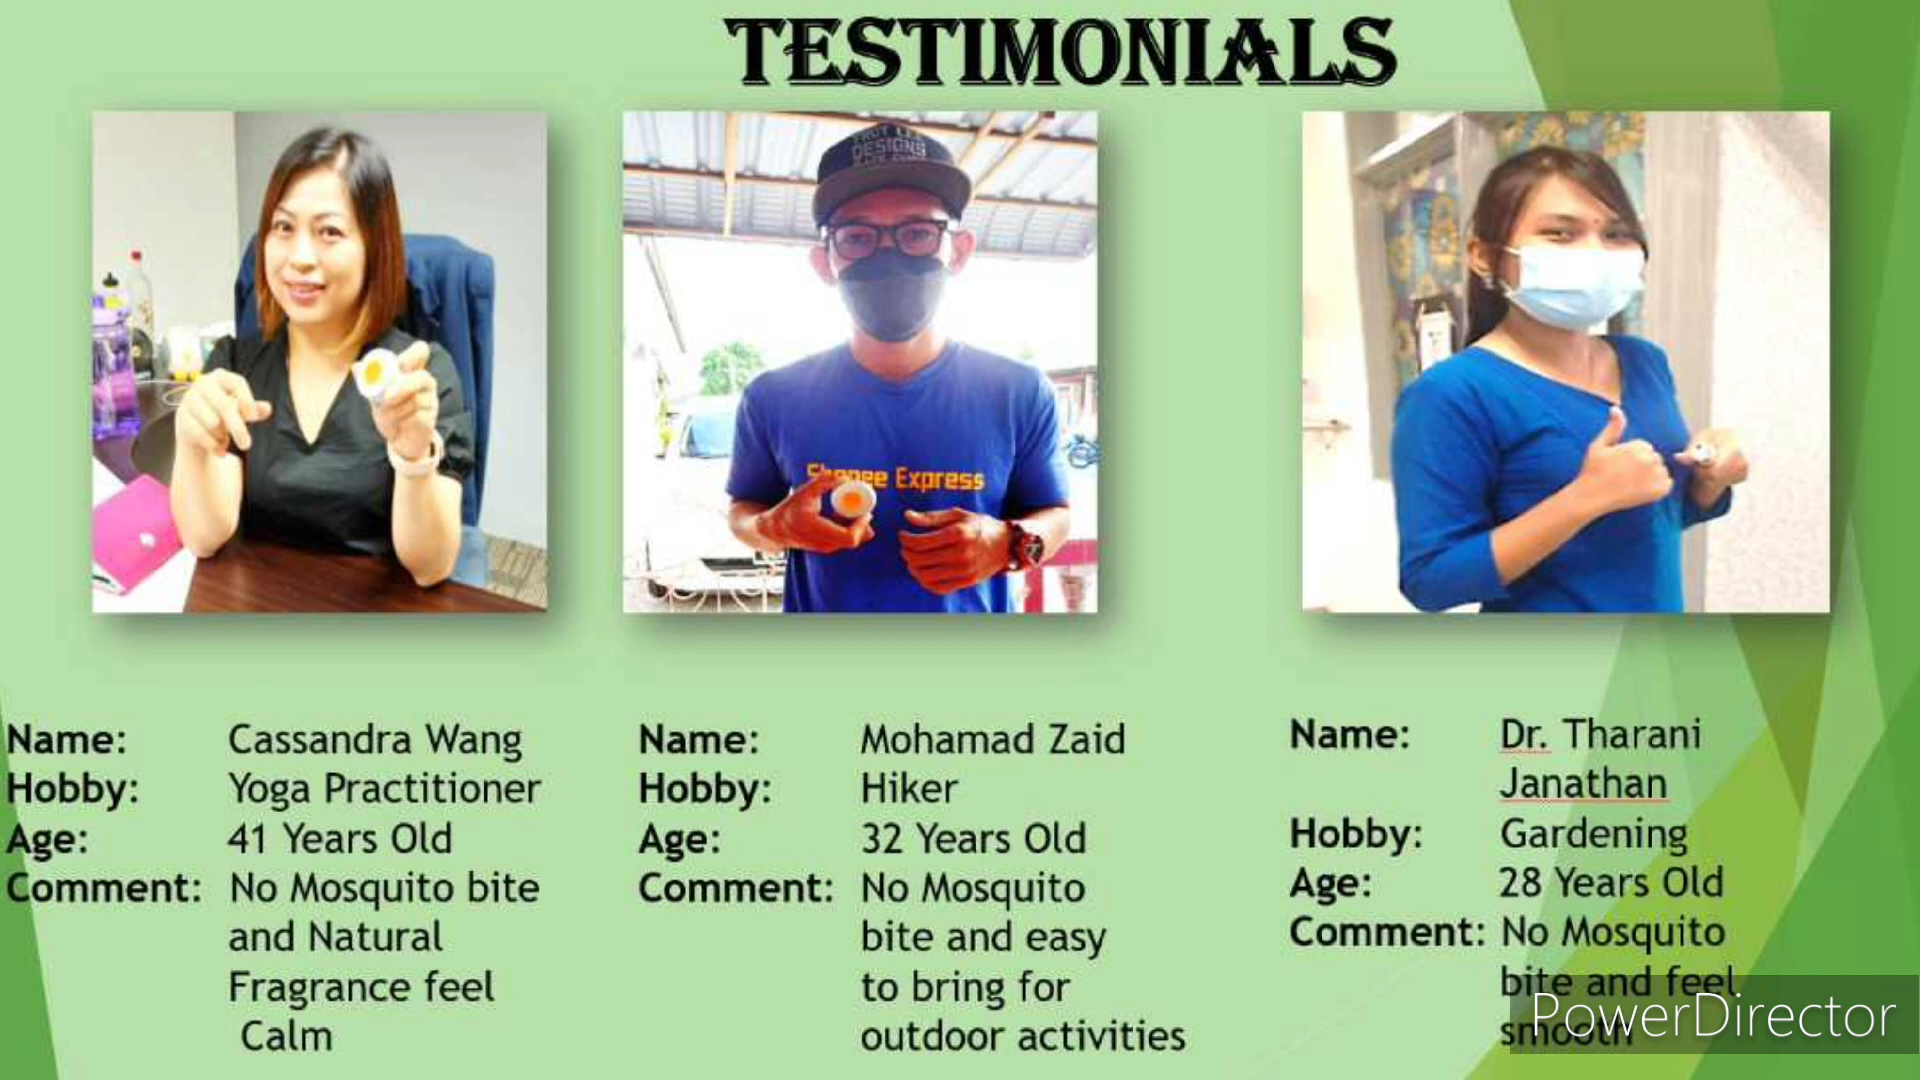 TESTIMONIALS
DESIGNS
Shopee Express
Name: Cassandra Wang
Hobby: Yoga Practitioner
Age: 41 Years Old
Comment: No Mosquito bite
and Natural
Fragrance feel
Calm
Name: Mohamad Zaid
Hobby: Hiker
Age: 32 Years Old
Comment: No Mosquito
bite and easy
to bring for
outdoor activities
Name: Dr. Tharani
Janathan
Hobby: Gardening
Age: 28 Years Old
Comment: No Mosquito
bite and feel
smooth
PowerDirector